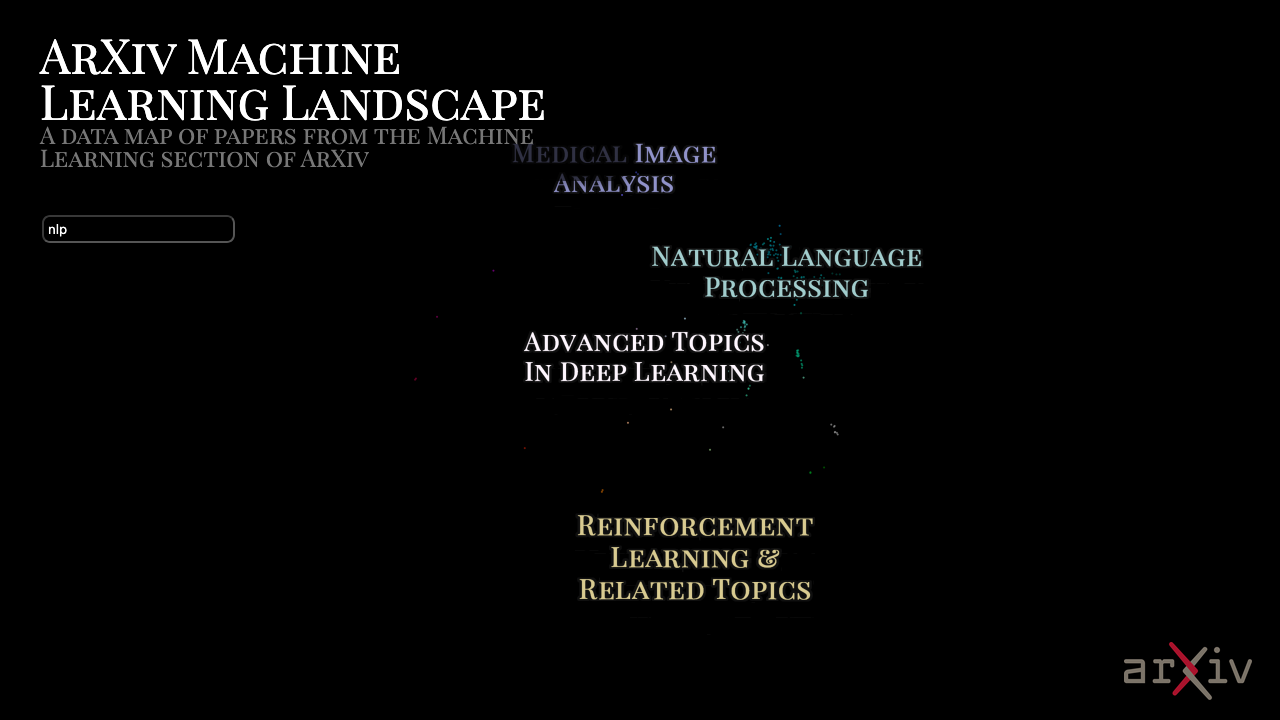 ArXiv Machine
Learning Landscape
A data map of papers from the Machine
Learning section of ArXiv
Medical Image
Analysis
nlp
Natural Language
Processing
Advanced Topics
In Deep Learning
Reinforcement
Learning &
Related Topics
arXiv